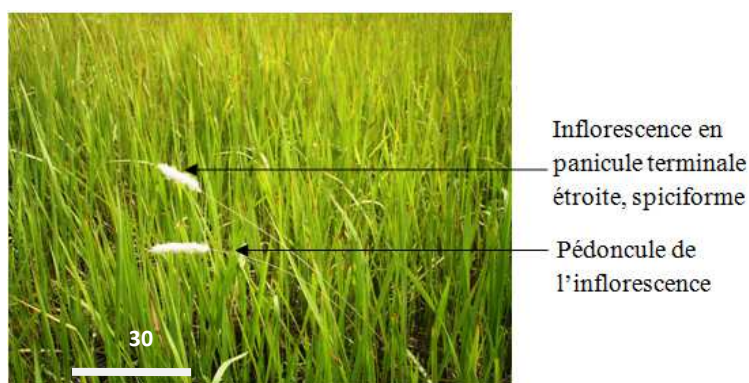 Inflorescence en
panicule terminale
étroite, spiciforme
Pédoncule de
l'inflorescence
30